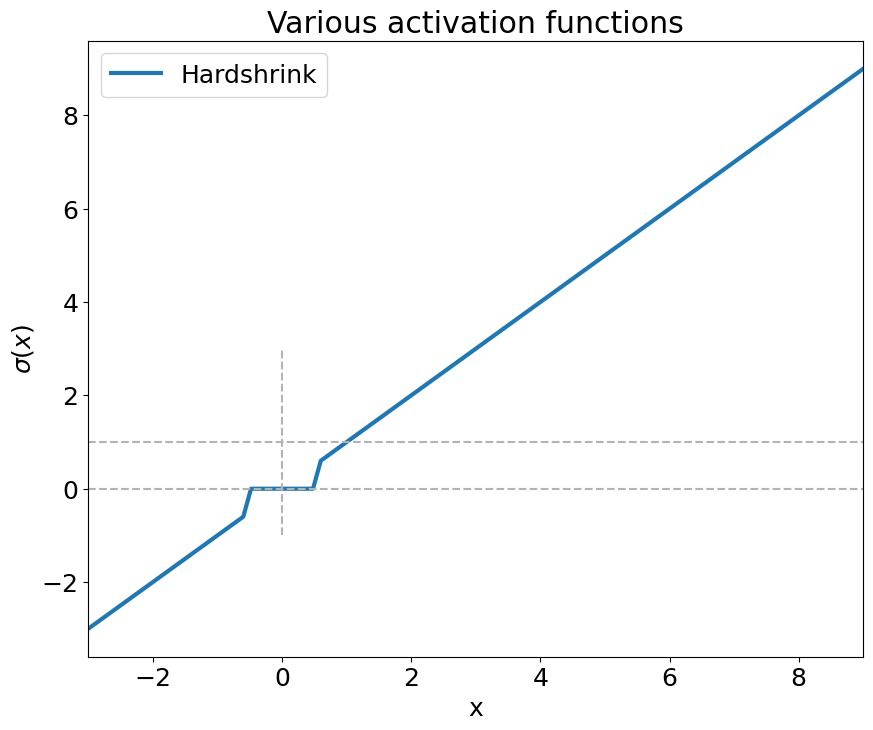 Various activation functions
Hardshrink
σ(x)
8
6
4
2
0
−2
−2 0 2 4 6 8
x